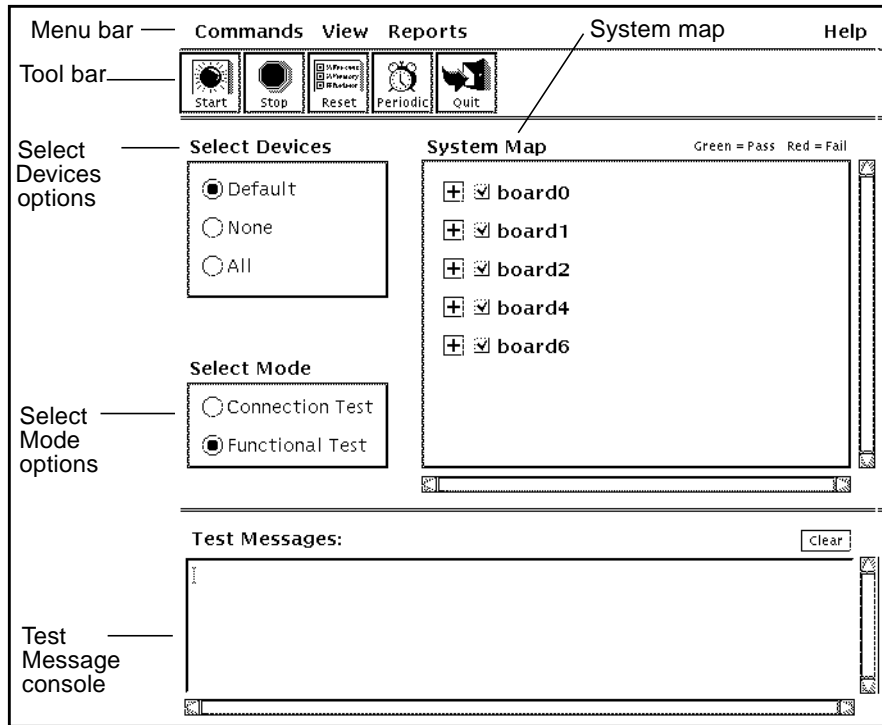 Menu bar
Commands View Reports
System map
Help
Tool bar
Start
Stop
Reset
Periodic
Quit
Select
Devices
options
Select Devices
Default
None
All
System Map
Green = Pass Red = Fail
board0
board1
board2
board4
board6
Select
Mode
options
Select Mode
Connection Test
Functional Test
Test Messages:
Clear
Test
Message
console